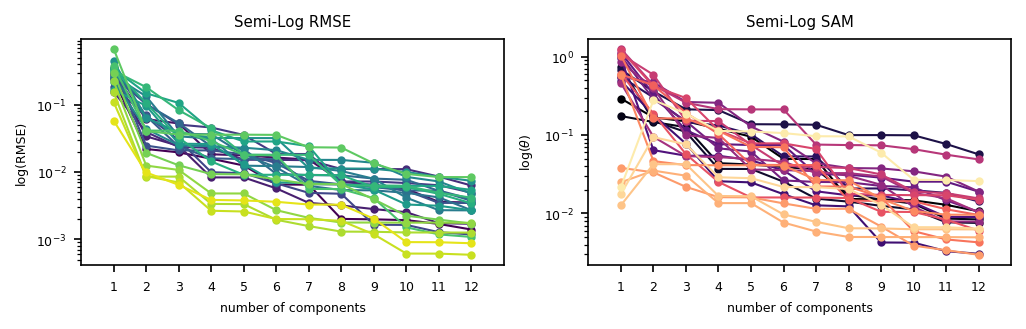 Semi-Log RMSE
log(RMSE)
10⁻¹
10⁻²
10⁻³
1 2 3 4 5 6 7 8 9 10 11 12
number of components
Semi-Log SAM
log(θ)
10⁰
10⁻¹
10⁻²
1 2 3 4 5 6 7 8 9 10 11 12
number of components